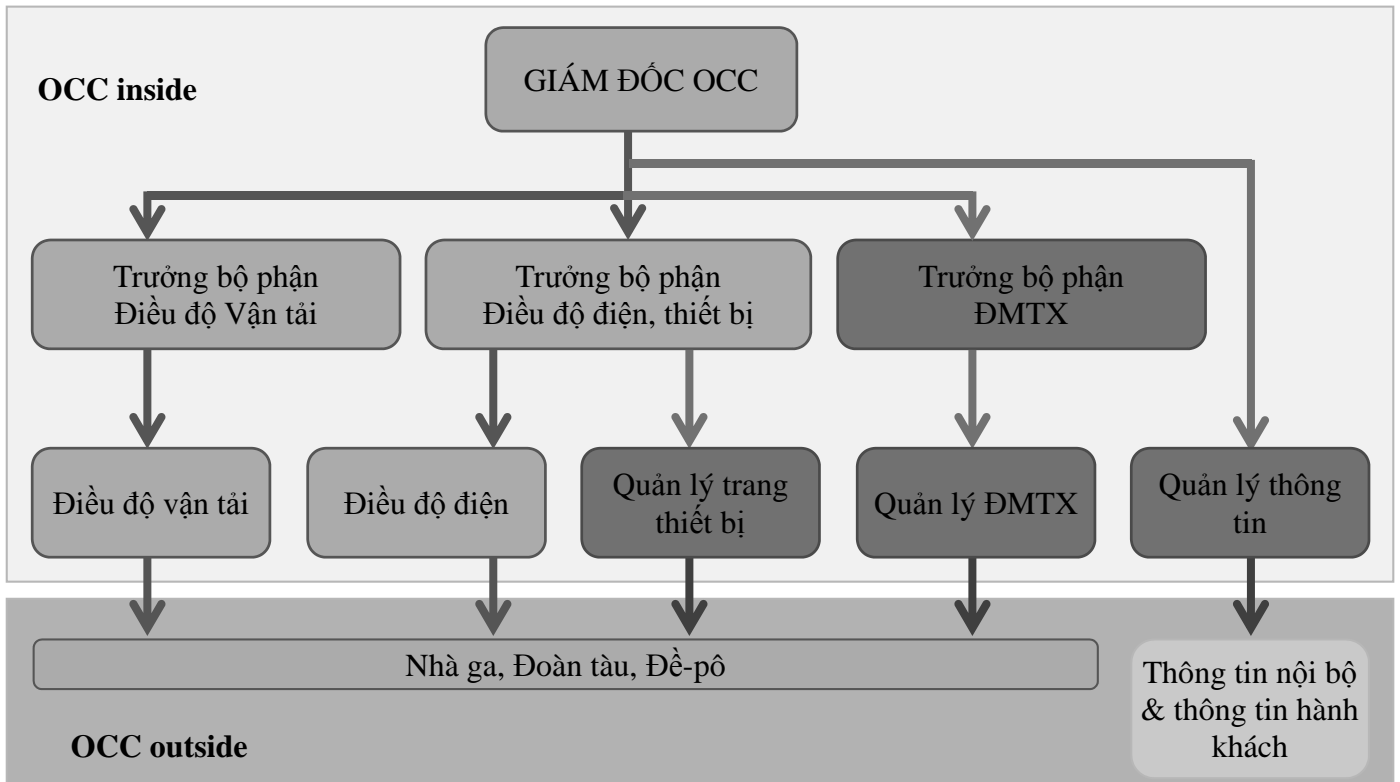 OCC inside
GIÁM ĐỐC OCC
Trưởng bộ phận
Điều độ Vận tải
Trưởng bộ phận
Điều độ điện, thiết bị
Trưởng bộ phận
ĐMTX
Điều độ vận tải
Điều độ điện
Quản lý trang
thiết bị
Quản lý ĐMTX
Quản lý thông
tin
Nhà ga, Đoàn tàu, Đề-pô
Thông tin nội bộ
& thông tin hành
khách
OCC outside